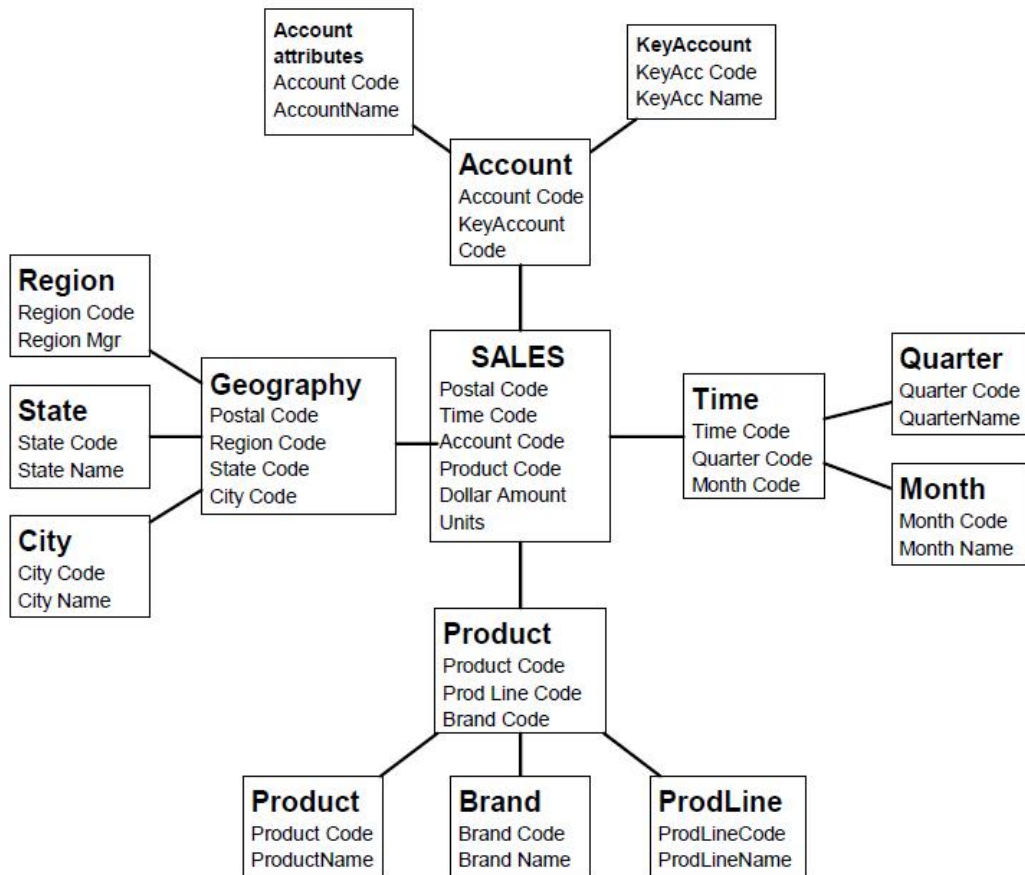 Account
attributes
Account Code
AccountName
KeyAccount
KeyAcc Code
KeyAcc Name
Account
Account Code
KeyAccount
Code
Region
Region Code
Region Mgr
State
State Code
State Name
City
City Code
City Name
Geography
Postal Code
Region Code
State Code
City Code
SALES
Postal Code
Time Code
Account Code
Product Code
Dollar Amount
Units
Time
Time Code
Quarter Code
Month Code
Quarter
Quarter Code
QuarterName
Month
Month Code
Month Name
Product
Product Code
Prod Line Code
Brand Code
Product
Product Code
ProductName
Brand
Brand Code
Brand Name
ProdLine
ProdLineCode
ProdLineName